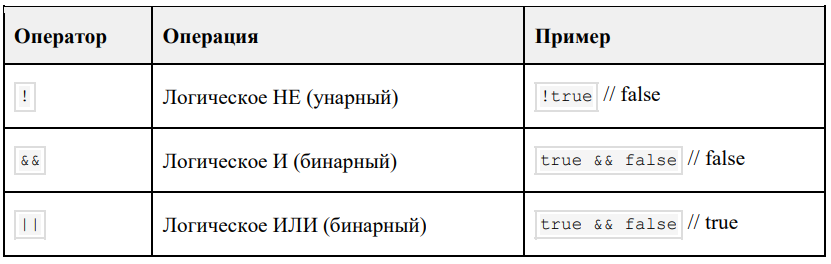 Оператор Операция Пример
! Логическое НЕ (унарный) !true // false
&& Логическое И (бинарный) true && false // false
|| Логическое ИЛИ (бинарный) true && false // true